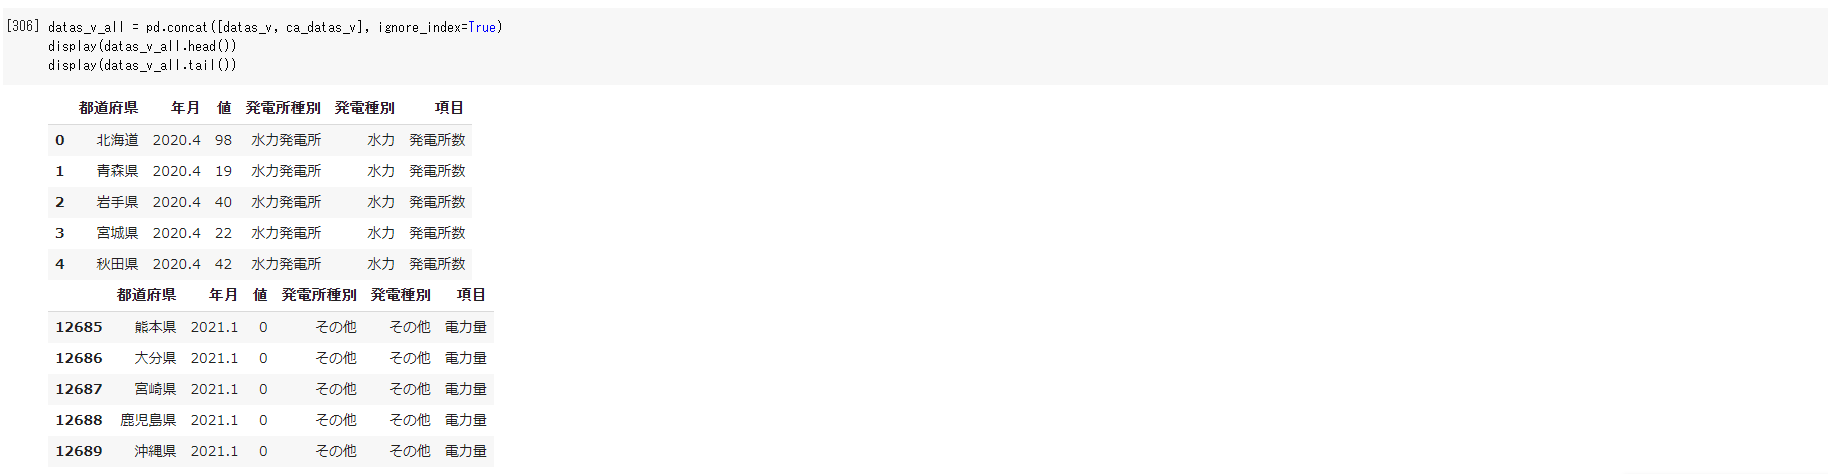 [306] datas_v_all = pd.concat([datas_v, ca_datas_v], ignore_index=True)
display(datas_v_all.head())
display(datas_v_all.tail())
都道府県 年月 値 発電所種別 発電種別 項目
0 北海道 2020.4 98 水力発電所 水力 発電所数
1 青森県 2020.4 19 水力発電所 水力 発電所数
2 岩手県 2020.4 40 水力発電所 水力 発電所数
3 宮城県 2020.4 22 水力発電所 水力 発電所数
4 秋田県 2020.4 42 水力発電所 水力 発電所数
都道府県 年月 値 発電所種別 発電種別 項目
12685 熊本県 2021.1 0 その他 その他 電力量
12686 大分県 2021.1 0 その他 その他 電力量
12687 宮崎県 2021.1 0 その他 その他 電力量
12688 鹿児島県 2021.1 0 その他 その他 電力量
12689 沖縄県 2021.1 0 その他 その他 電力量